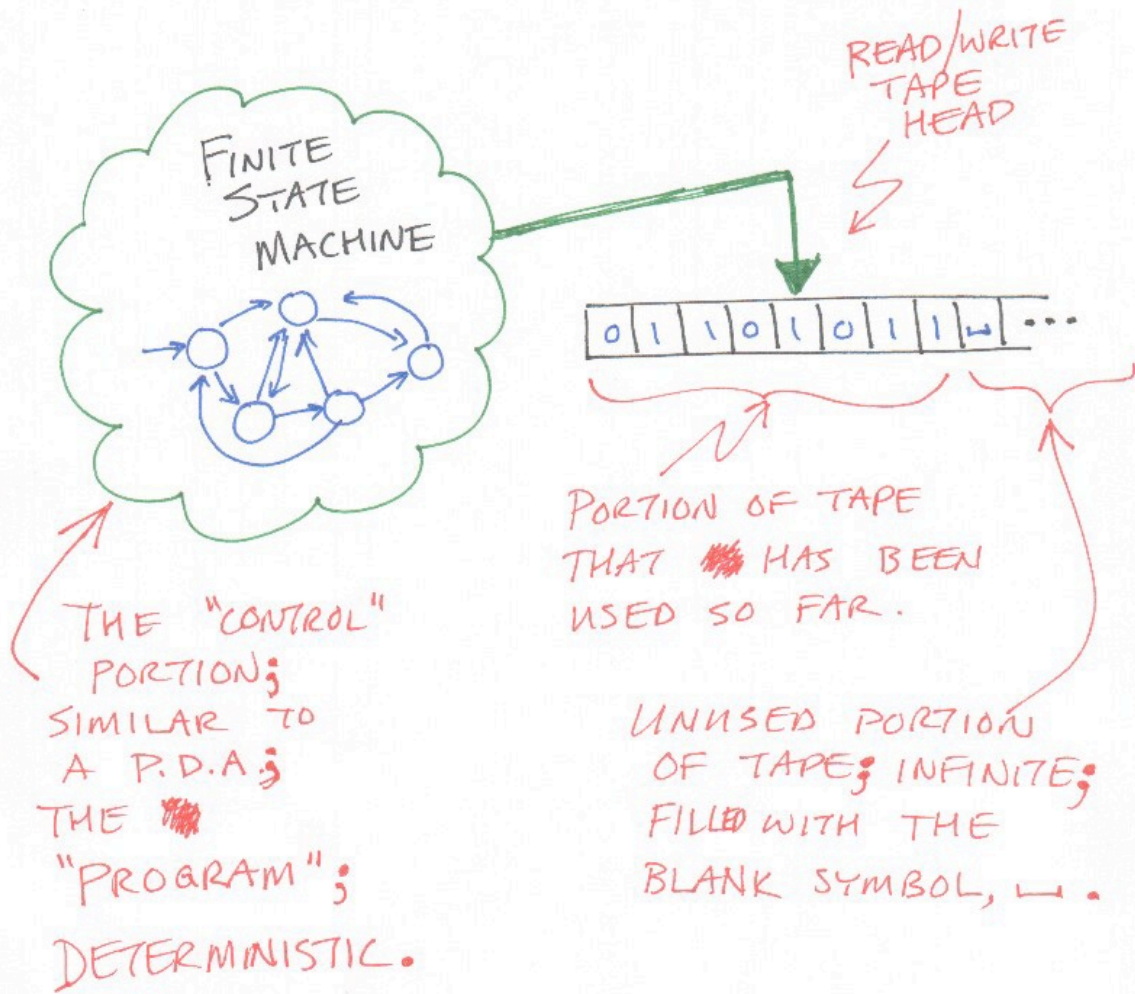 READ/WRITE
TAPE
HEAD
FINITE
STATE
MACHINE
0 1 1 0 1 0 1 1 ␣ ...
PORTION OF TAPE
THAT HAS BEEN
USED SO FAR.
THE "CONTROL"
PORTION;
SIMILAR TO
A P.D.A.;
THE
"PROGRAM";
DETERMINISTIC.
UNUSED PORTION
OF TAPE; INFINITE;
FILLED WITH THE
BLANK SYMBOL, ␣.